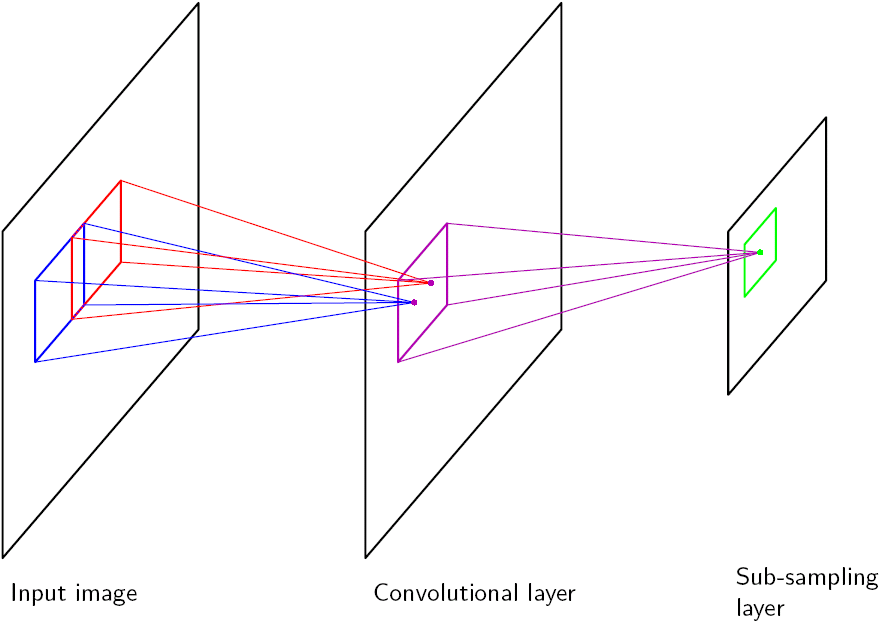 Input image
Convolutional layer
Sub-sampling
layer